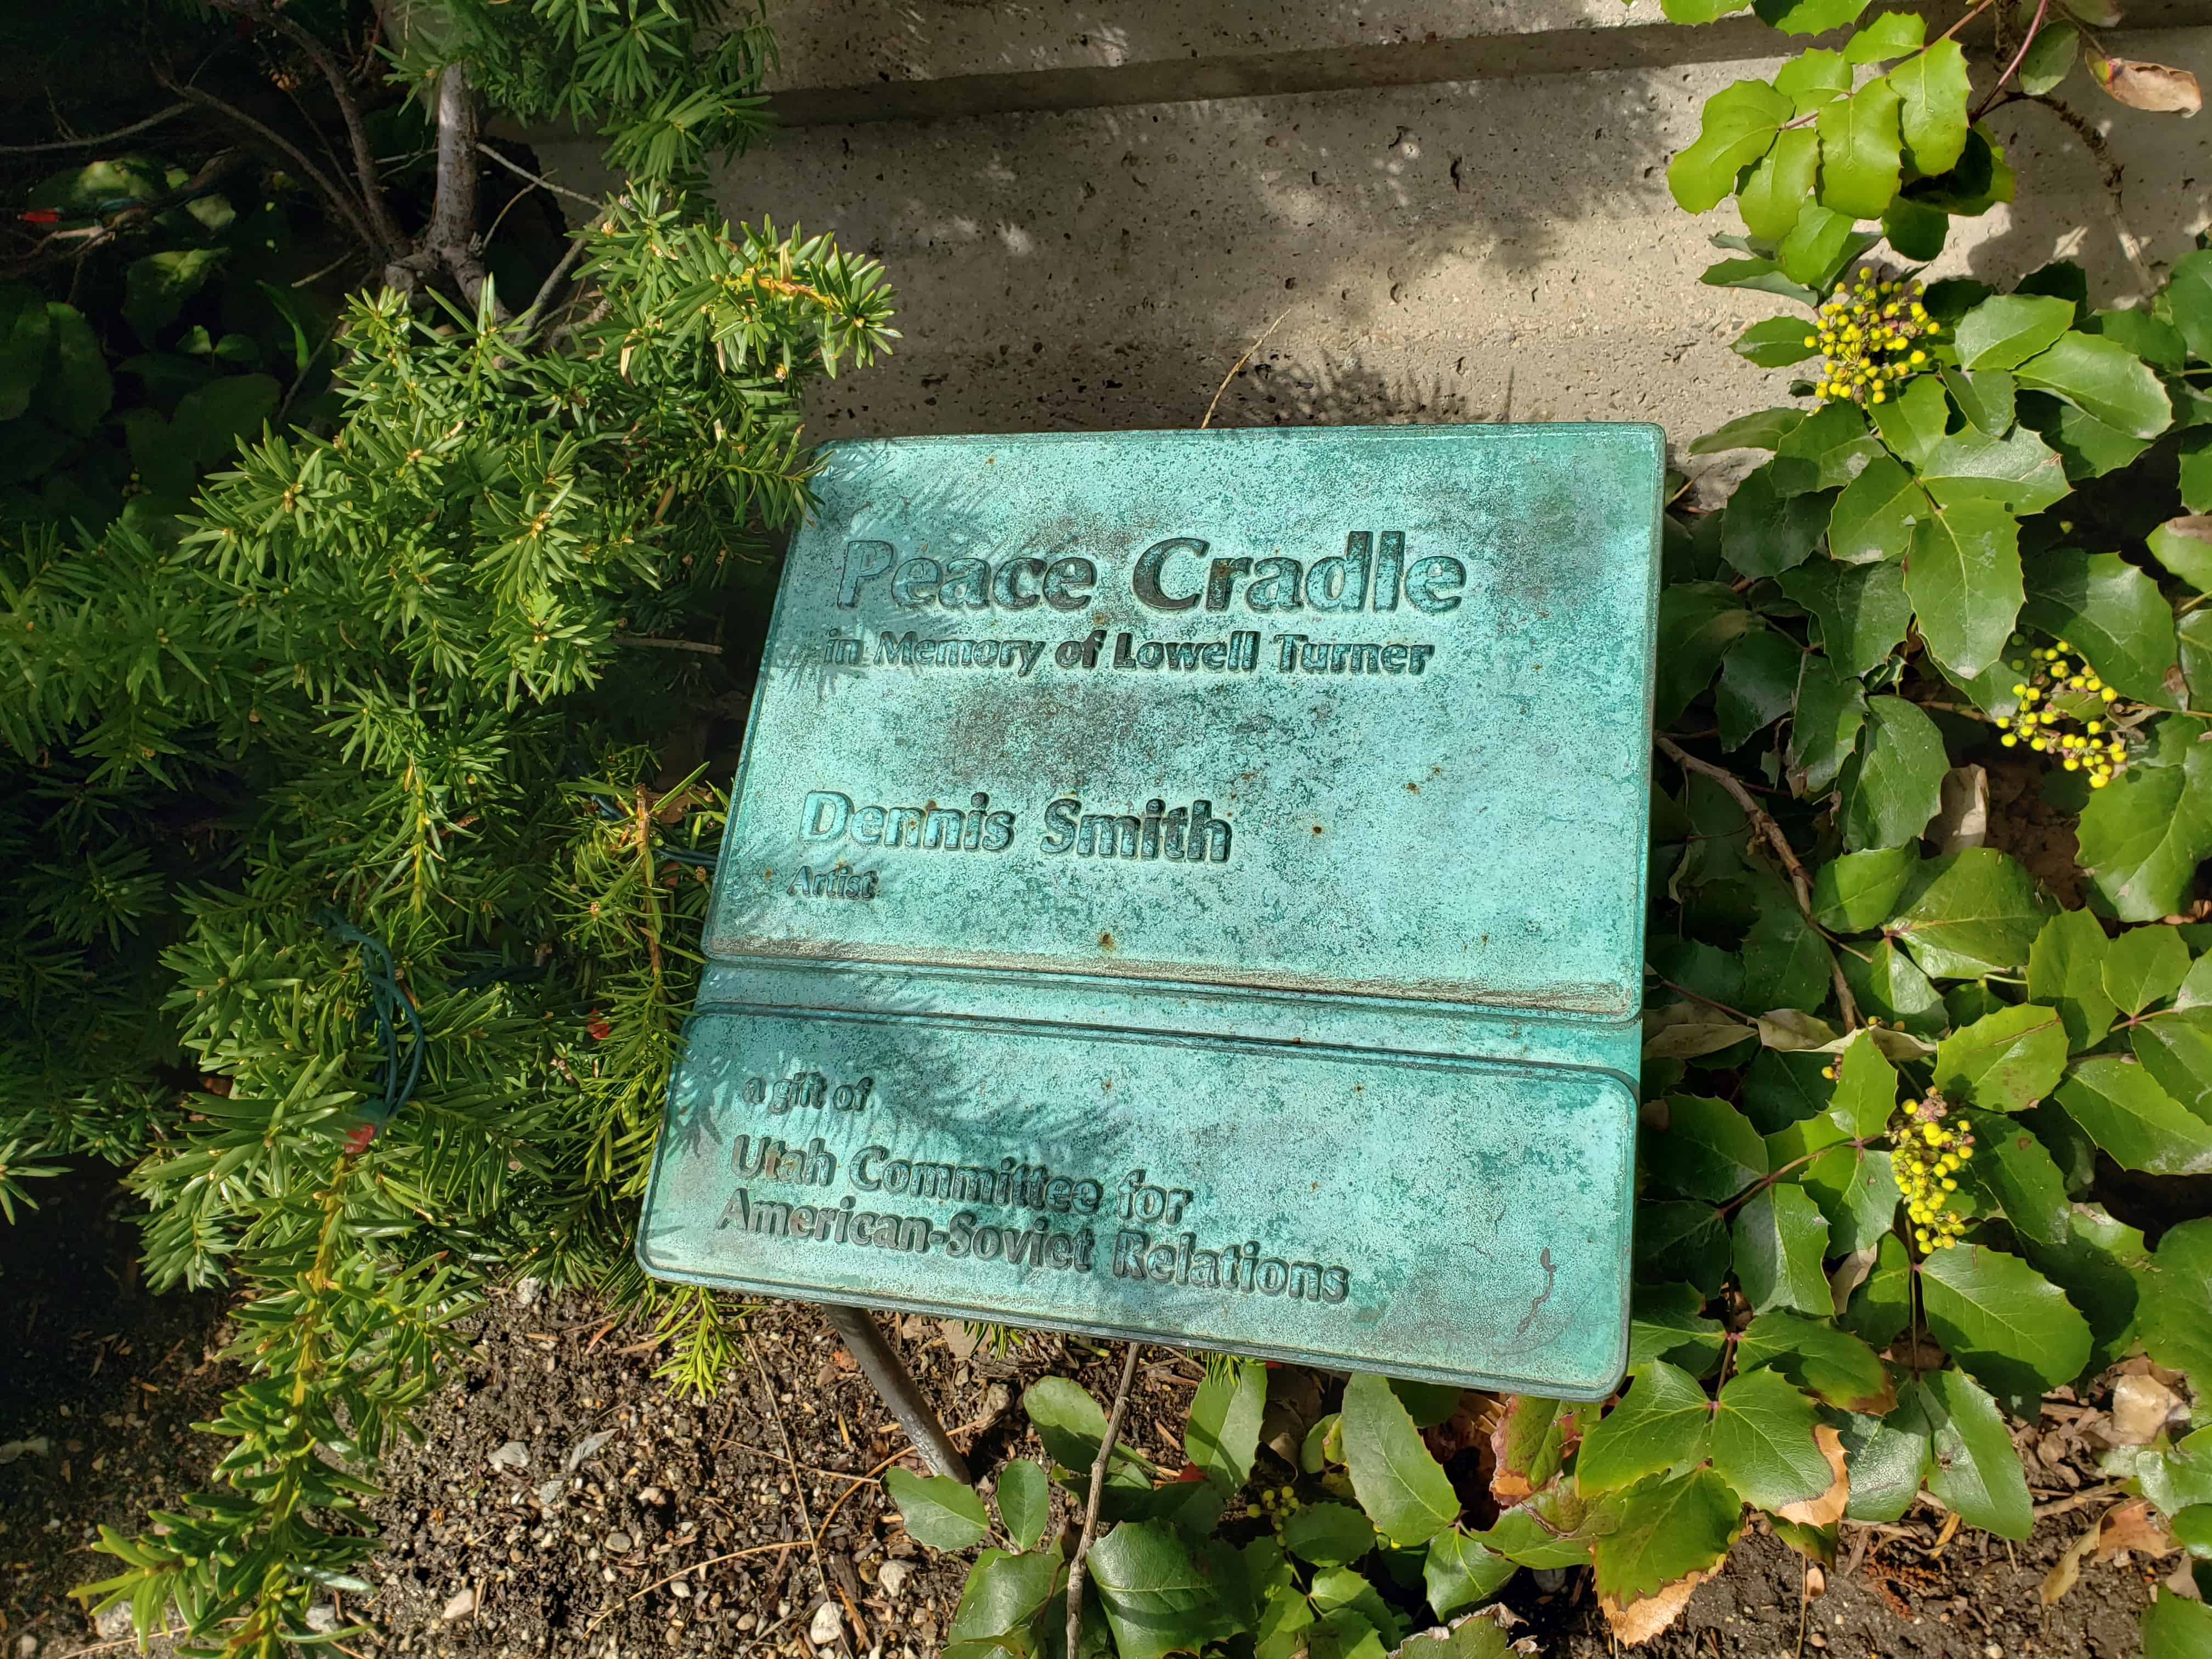 Peace Cradle
in Memory of Lowell Turner
Dennis Smith
Artist
a gift of
Utah Committee for
American-Soviet Relations